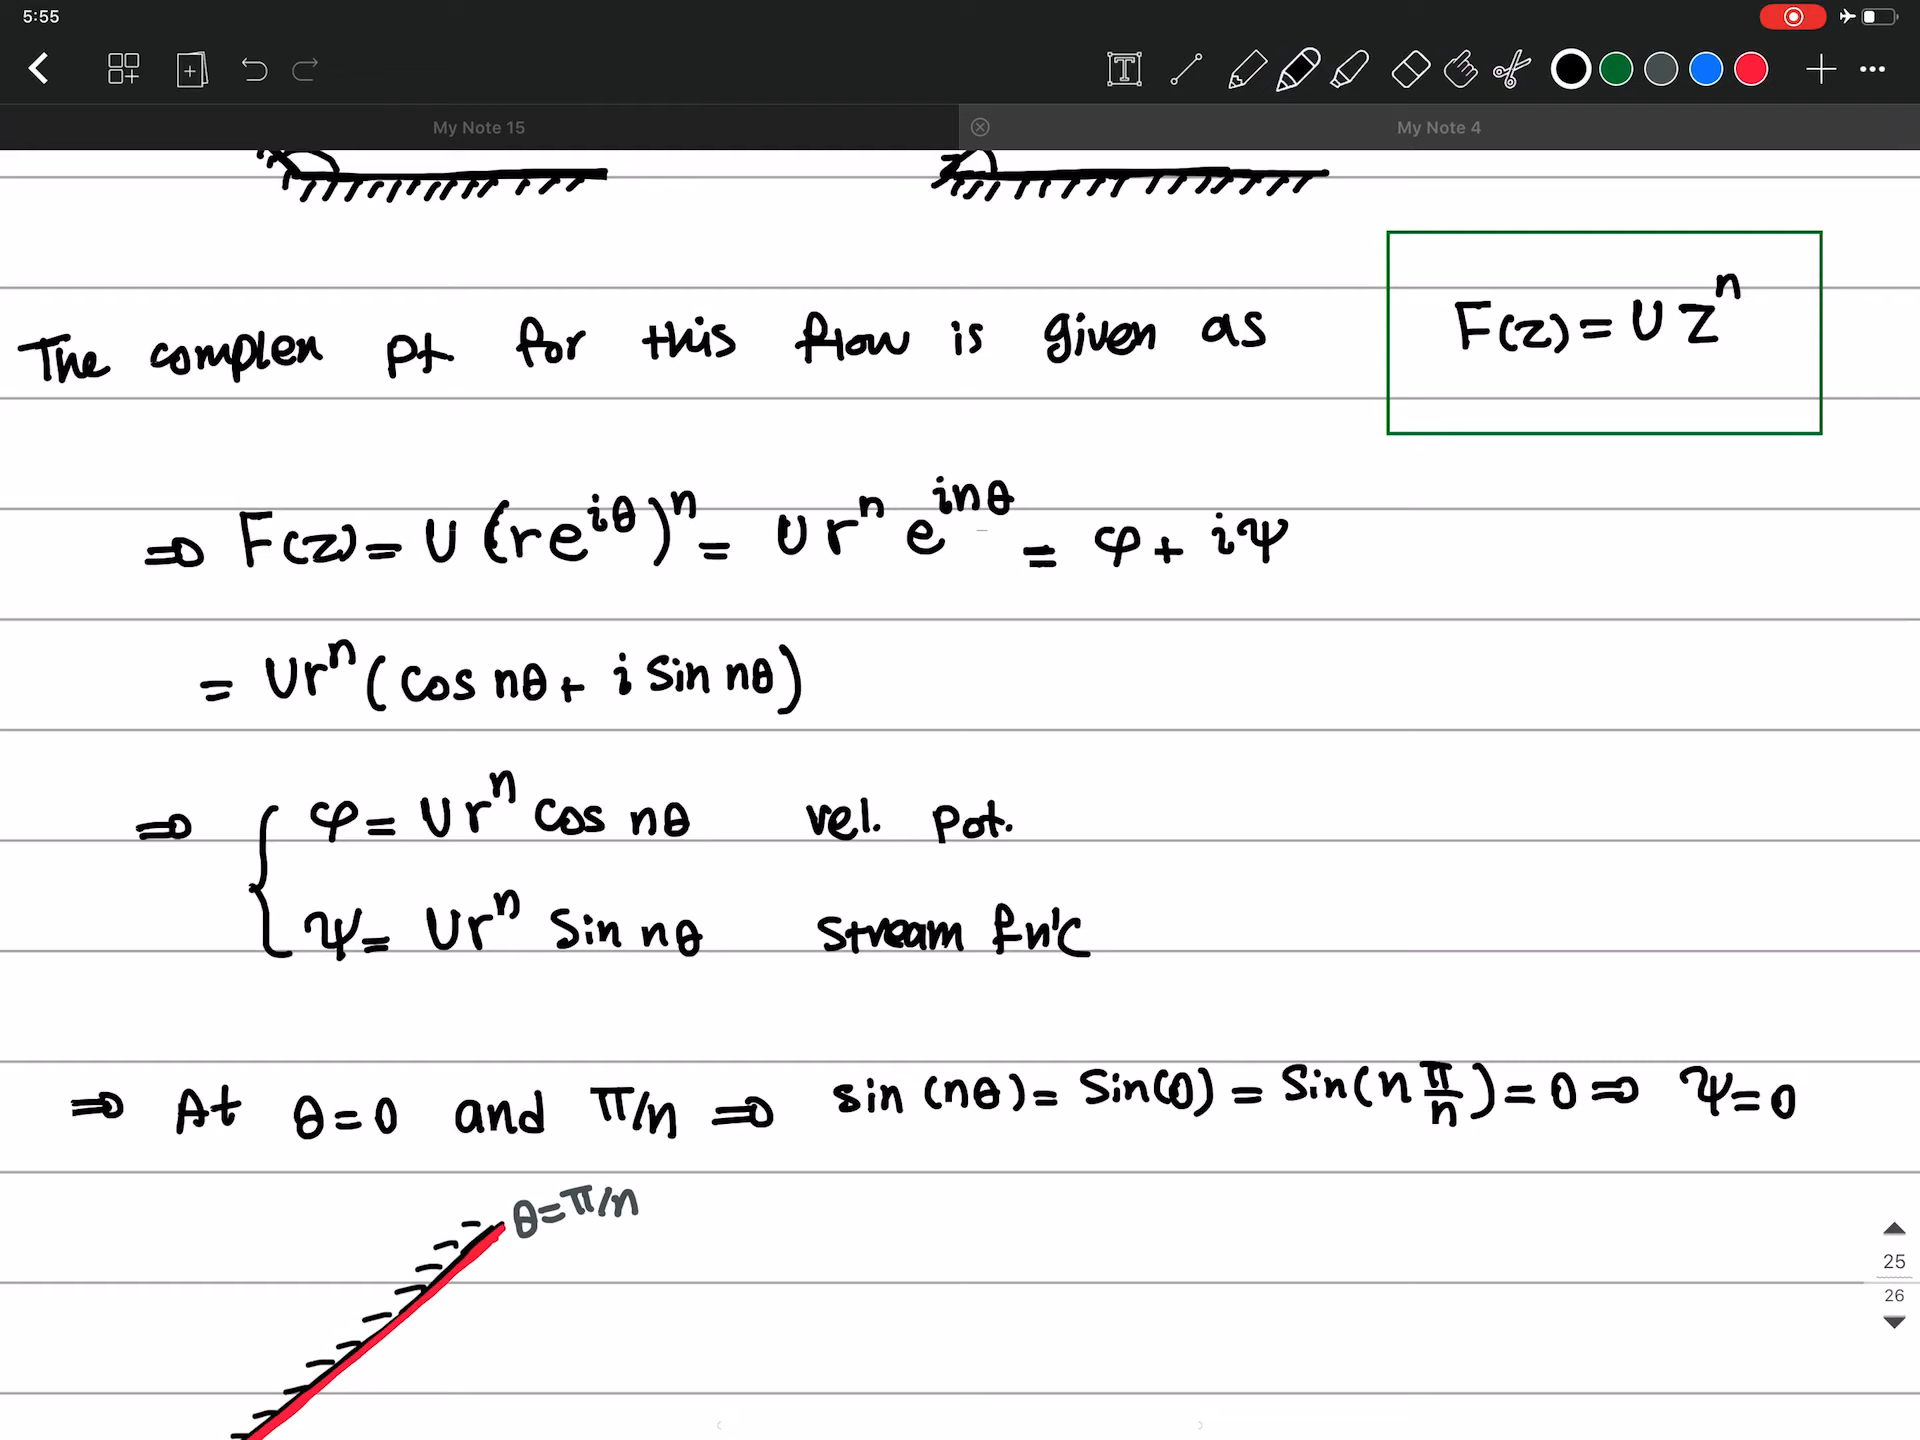 5:55
My Note 15
My Note 4
F(z) = U z^n
The complex pt for this flow is given as
⇒ F(z) = U (re^{iθ})^n = U r^n e^{inθ} = φ + iψ
= Ur^n ( cos nθ + i sin nθ)
⇒ { φ = U r^n cos nθ vel. pot.
ψ = Ur^n sin nθ stream fn'c
⇒ At θ = 0 and π/n ⇒ sin (nθ) = sin(0) = sin(n π/n) = 0 ⇒ ψ = 0
θ = π/n
25
26